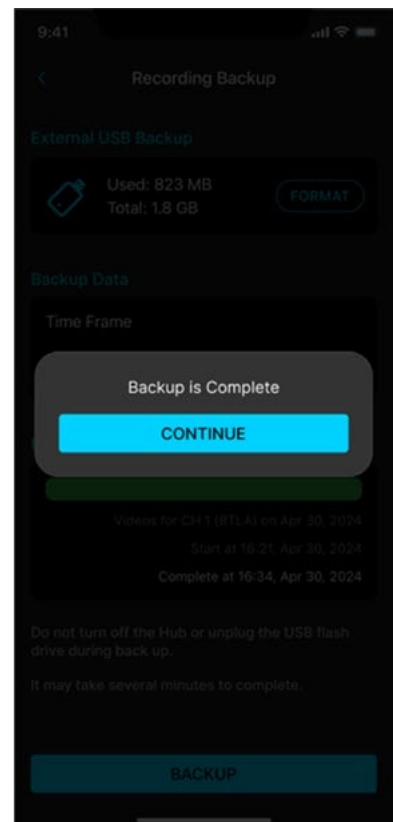 9:41
Recording Backup
External USB Backup
Used: 823 MB
Total: 1.8 GB
FORMAT
Backup Data
Time Frame
Backup is Complete
CONTINUE
Videos for CH 1 (BTLA) on Apr 30, 2024
Start at 16:21, Apr 30, 2024
Complete at 16:34, Apr 30, 2024
Do not turn off the Hub or unplug the USB flash
drive during back up.
It may take several minutes to complete.
BACKUP